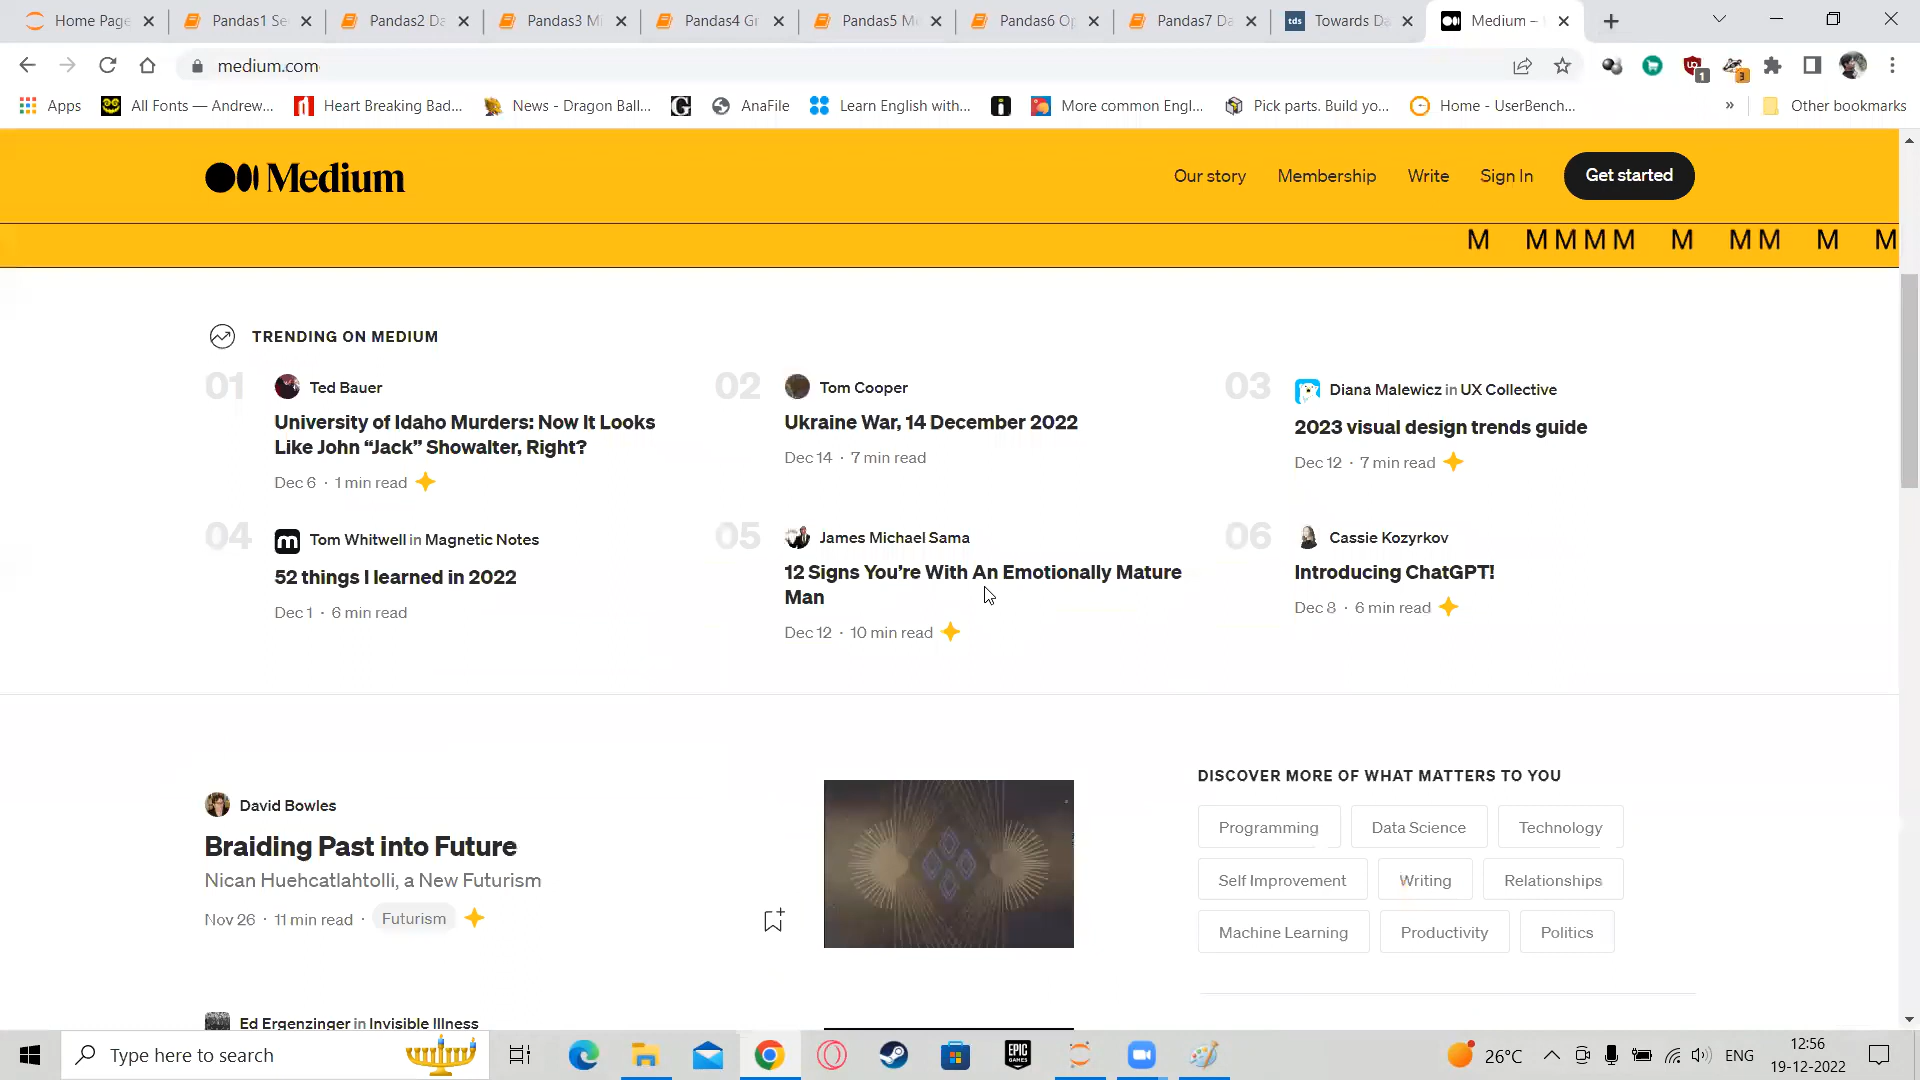 Home Page
Pandas1 Se
Pandas2 Da
Pandas3 Mi
Pandas4 Gr
Pandas5 Me
Pandas6 Op
Pandas7 Da
tds
Towards Da
Medium –
medium.com
1
3
Apps
All Fonts — Andrew...
Heart Breaking Bad...
News - Dragon Ball...
G
AnaFile
Learn English with...
More common Engl...
Pick parts. Build yo...
Home - UserBench...
»
Other bookmarks
Medium
Our story
Membership
Write
Sign In
Get started
M MMMM M MM M M
TRENDING ON MEDIUM
01
Ted Bauer
University of Idaho Murders: Now It Looks
Like John “Jack” Showalter, Right?
Dec 6 · 1 min read
02
Tom Cooper
Ukraine War, 14 December 2022
Dec 14 · 7 min read
03
Diana Malewicz in UX Collective
2023 visual design trends guide
Dec 12 · 7 min read
04
Tom Whitwell in Magnetic Notes
52 things I learned in 2022
Dec 1 · 6 min read
05
James Michael Sama
12 Signs You’re With An Emotionally Mature
Man
Dec 12 · 10 min read
06
Cassie Kozyrkov
Introducing ChatGPT!
Dec 8 · 6 min read
David Bowles
Braiding Past into Future
Nican Huehcatlahtolli, a New Futurism
Nov 26 · 11 min read · Futurism
DISCOVER MORE OF WHAT MATTERS TO YOU
Programming
Data Science
Technology
Self Improvement
Writing
Relationships
Machine Learning
Productivity
Politics
Ed Ergenzinger in Invisible Illness
Type here to search
EPIC
GAMES
26°C
ENG
12:56
19-12-2022